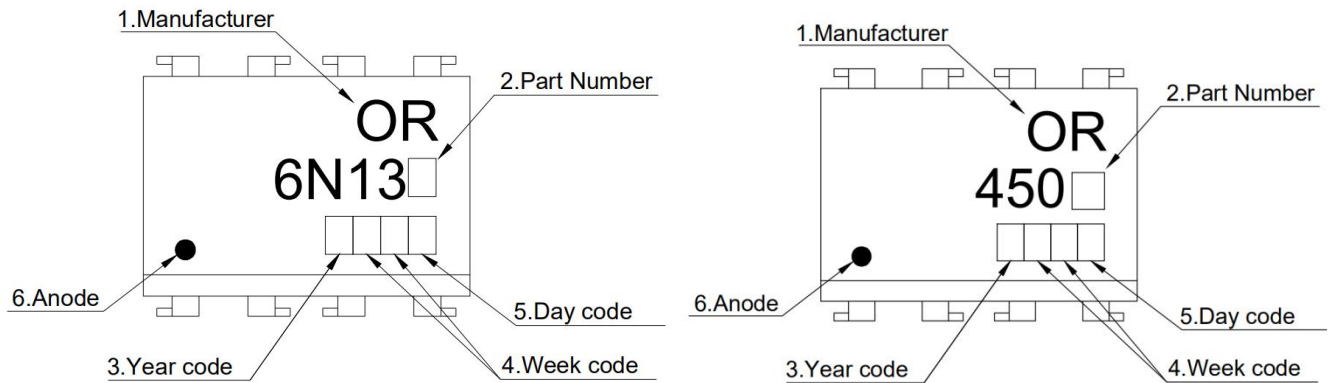 1.Manufacturer
2.Part Number
OR
6N13
6.Anode
5.Day code
3.Year code
4.Week code
1.Manufacturer
2.Part Number
OR
450
6.Anode
5.Day code
3.Year code
4.Week code